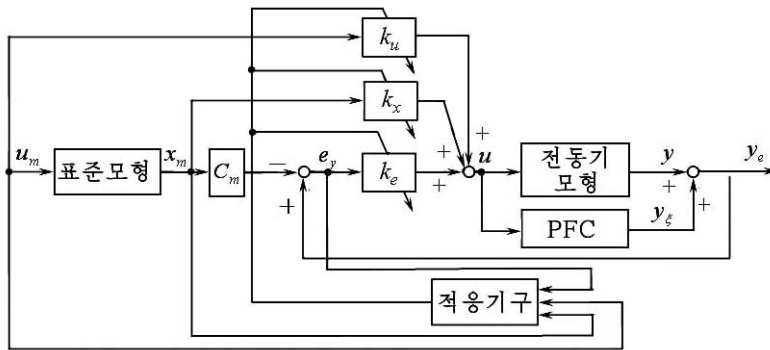 k_u
k_x
+
u_m
표준모형
x_m
C_m
−
e_y
k_e
+
+
u
전동기
모형
y
y_e
+
+
+
PFC
y_ξ
적응기구